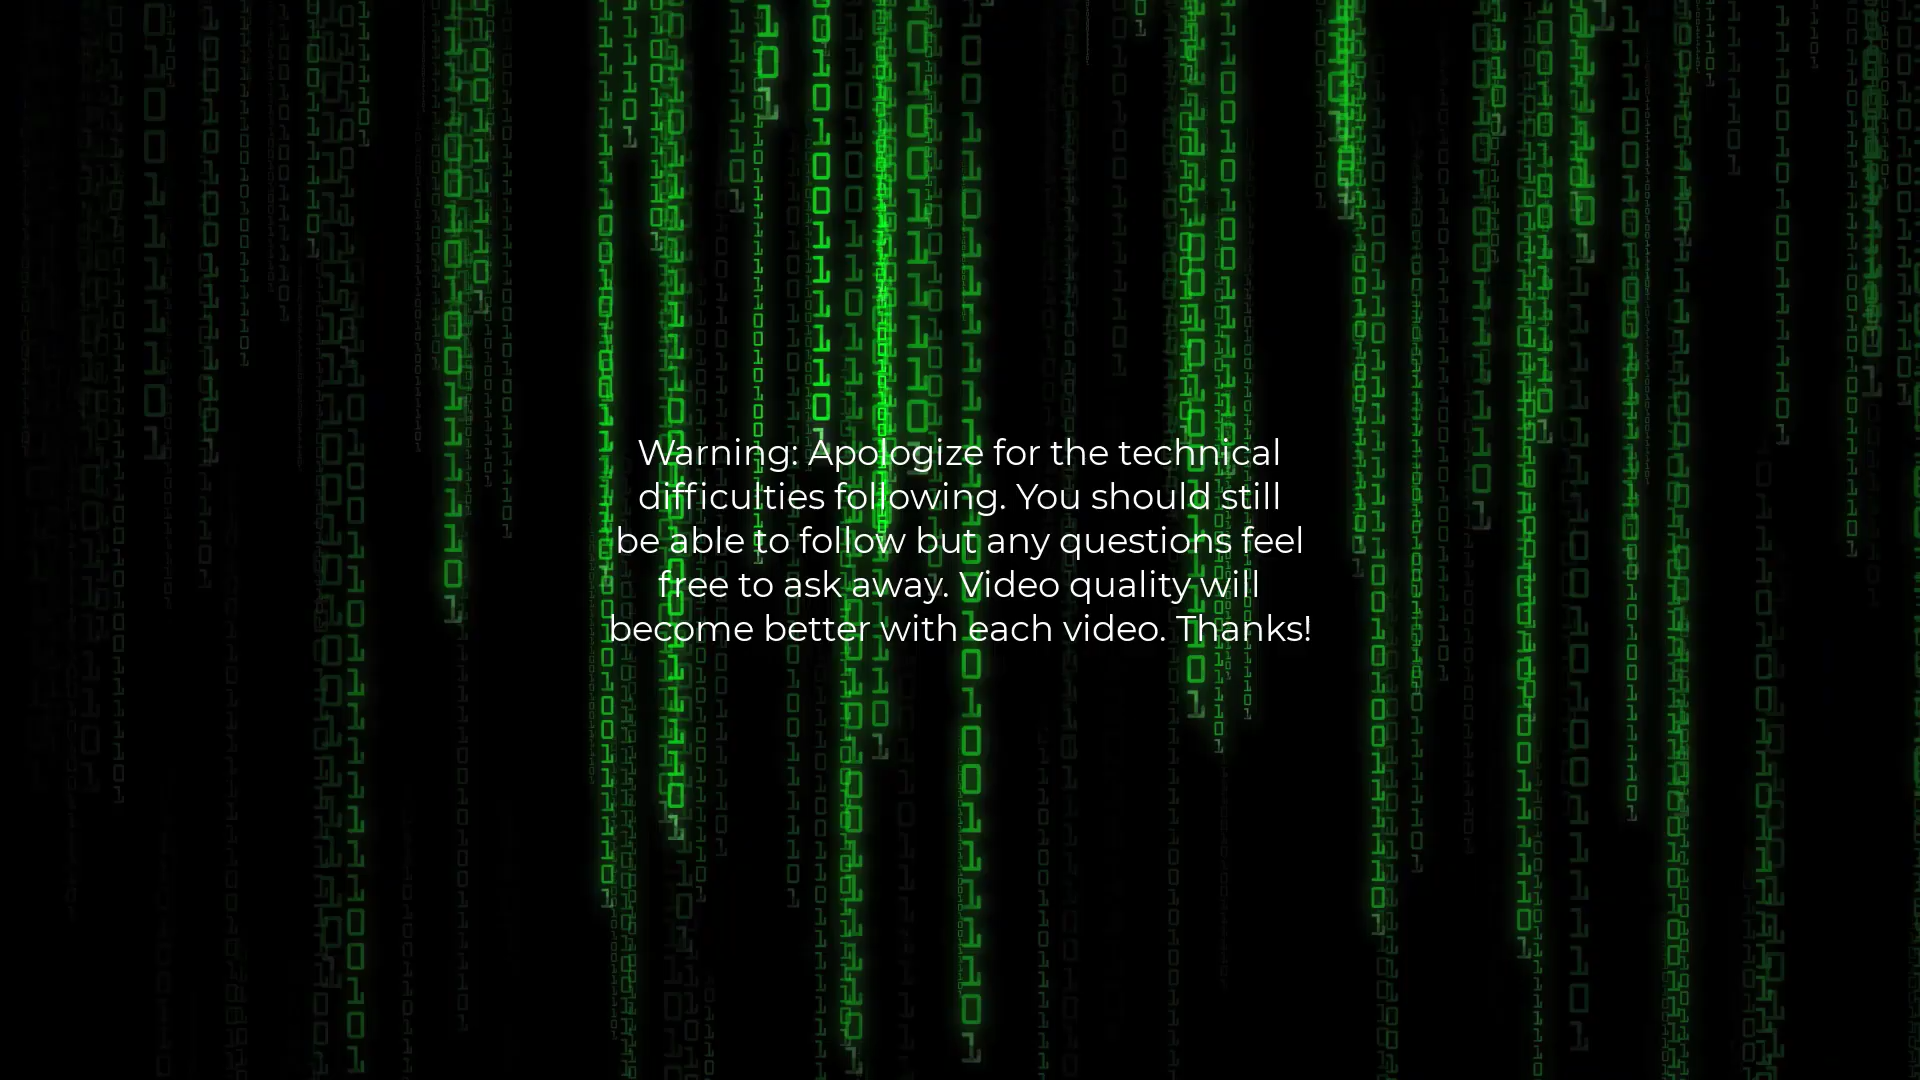 Warning: Apologize for the technical
difficulties following. You should still
be able to follow but any questions feel
free to ask away. Video quality will
become better with each video. Thanks!